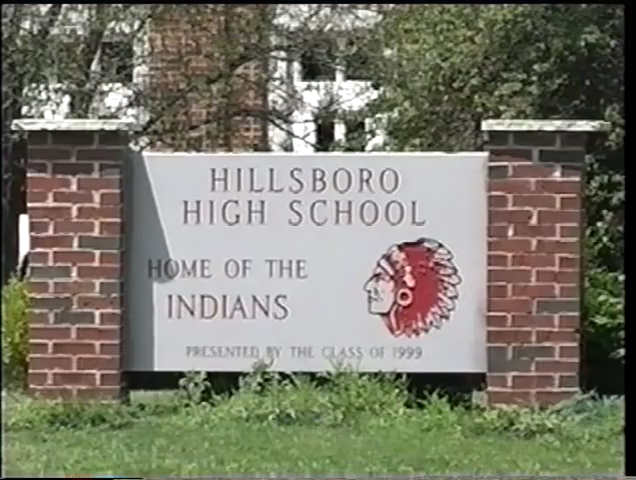 HILLSBORO
HIGH SCHOOL
HOME OF THE
INDIANS
PRESENTED BY THE CLASS OF 1999